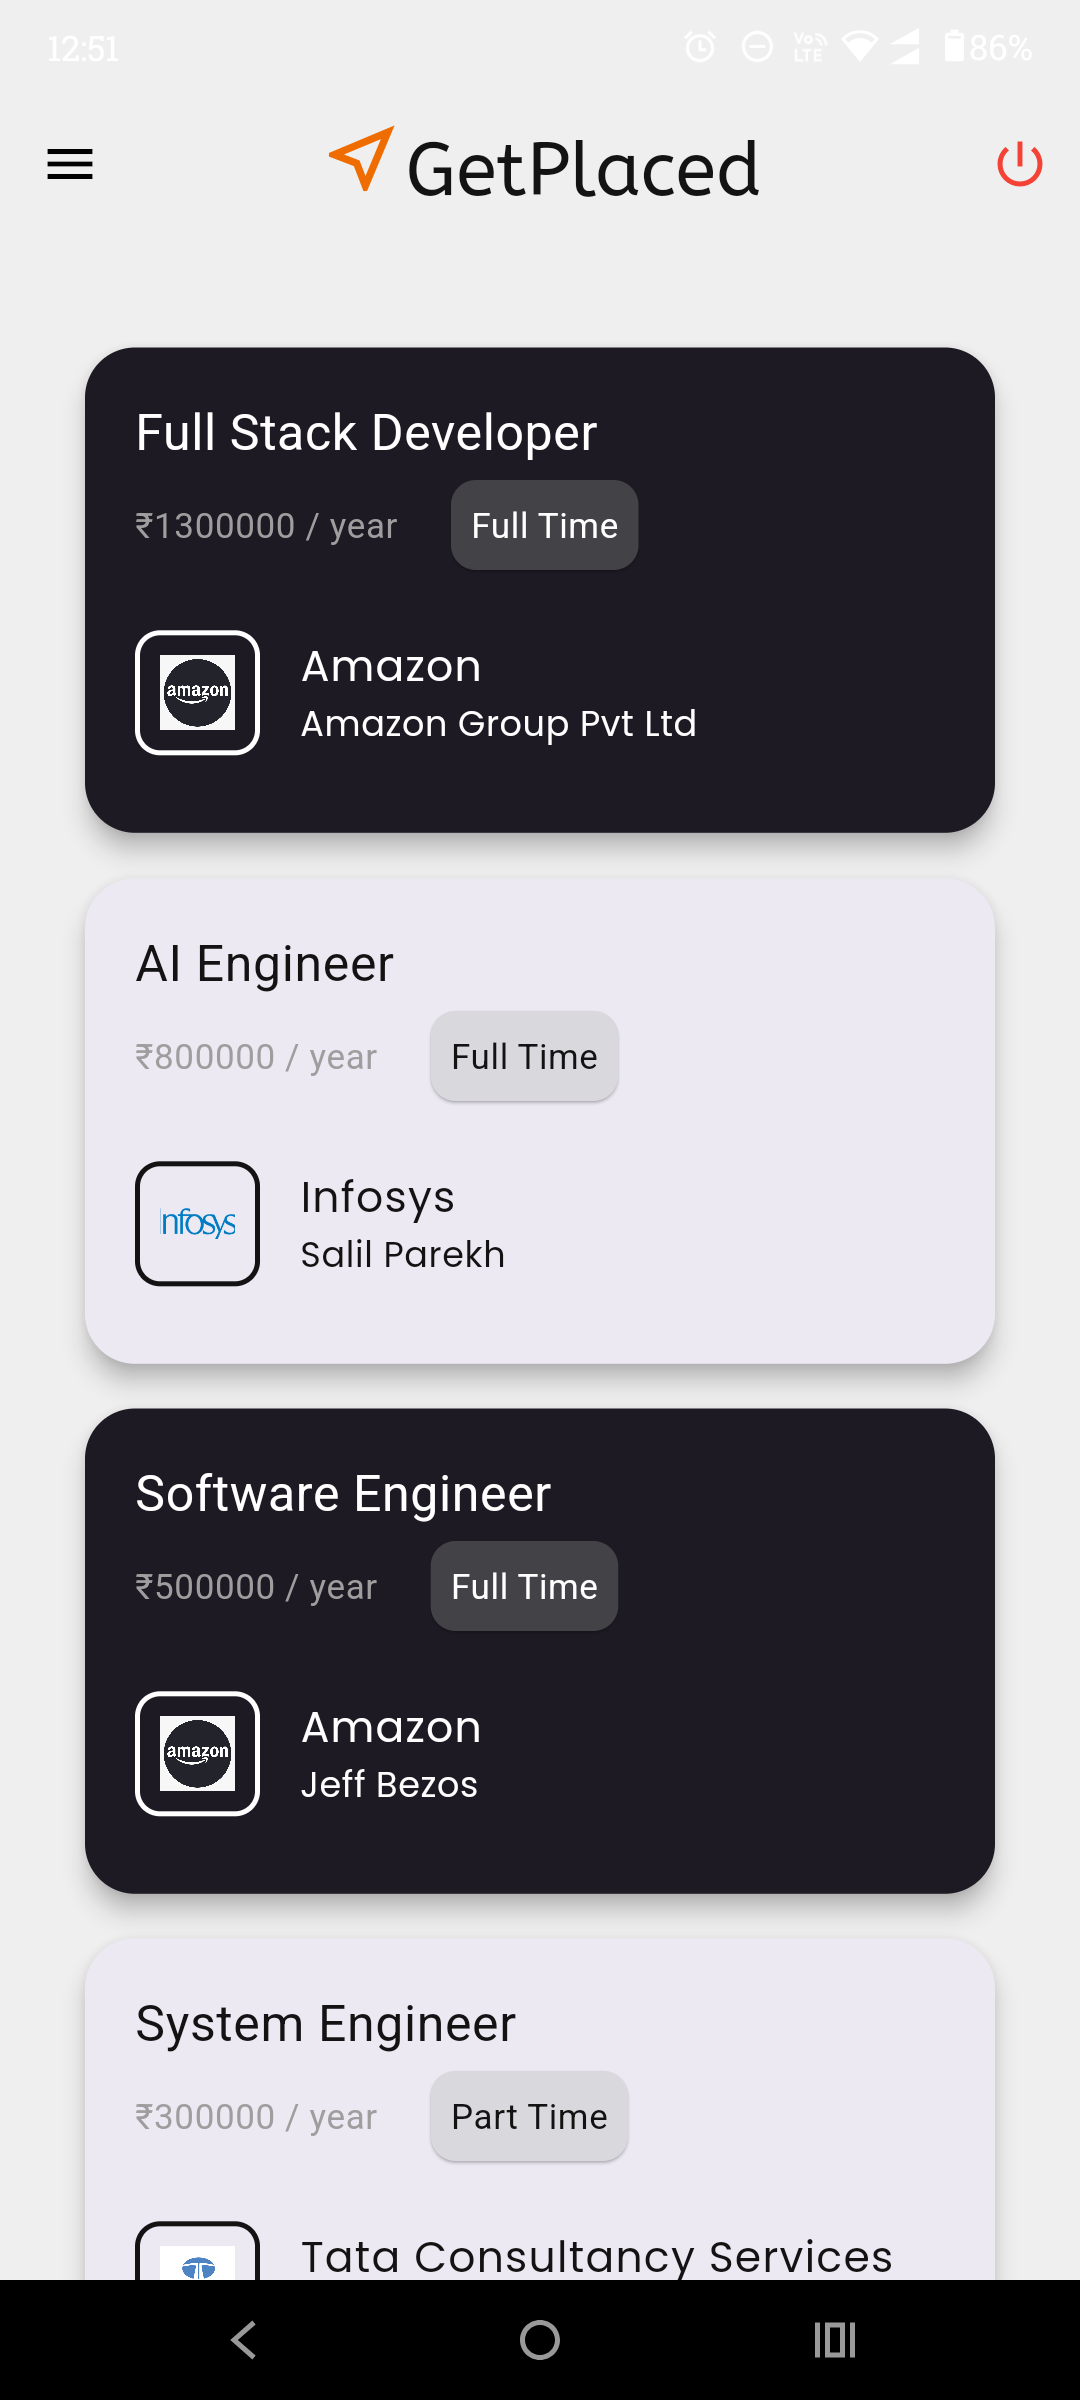 12:51 VoLTE 86%
GetPlaced
Full Stack Developer
₹1300000 / year Full Time
amazon Amazon
Amazon Group Pvt Ltd
AI Engineer
₹800000 / year Full Time
Infosys Infosys
Salil Parekh
Software Engineer
₹500000 / year Full Time
amazon Amazon
Jeff Bezos
System Engineer
₹300000 / year Part Time
Tata Consultancy Services